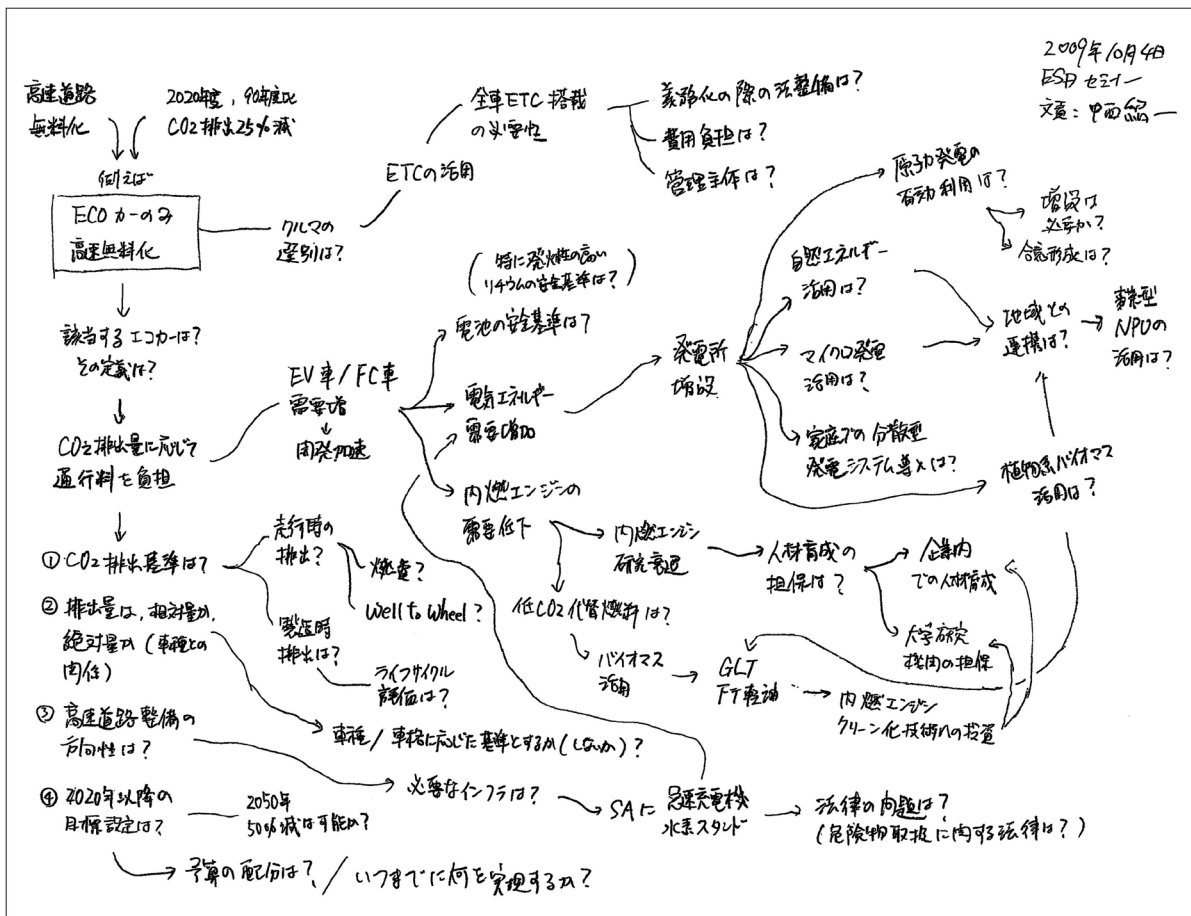 2009年10月4日
ESDセミナー
文責：中西紹一
高速道路
無料化
2020年度，90年度比
CO2排出25%減
例えば
ECOカーのみ
高速無料化
クルマの
選別は？
ETCの活用
全車ETC搭載
の必要性
義務化の際の法整備は？
費用負担は？
管理主体は？
該当するエコカーは？
その定義は？
CO2排出量に応じて
通行料を負担
EV車/FC車
需要増
開発加速
(特に発火性の高い
リチウムの安全基準は？)
電池の安全基準は？
電気エネルギー
需要増加
内燃エンジンの
需要低下
発電所
増設
原子力発電の
有効利用は？
増設は
必要か？
合意形成は？
自然エネルギー
活用は？
マイクロ発電
活用は？
家庭での分散型
発電システム導入は？
地域との
連携は？
事業型
NPOの
活用は？
植物系バイオマス
活用は？
内燃エンジン
研究衰退
人材育成の
担保は？
企業内
での人材育成
大学研究
機関の担保
低CO2代替燃料は？
バイオマス
活用
GLT
FT軽油
内燃エンジン
クリーン化技術への投資
① CO2排出基準は？
走行時の
排出？
燃費？
Well to Wheel？
製造時
排出は？
ライフサイクル
評価は？
② 排出量は，相対量か，
絶対量か（車種との
関係）
車種/車格に応じた基準とするか（しないか）？
③ 高速道路整備の
方向性は？
必要なインフラは？
SAに
急速充電機
水素スタンド
法律の問題は？
（危険物取扱に関する法律は？）
④ 2020年以降の
目標設定は？
2050年
50%減は可能か？
予算の配分は？/いつまでに何を実現するか？